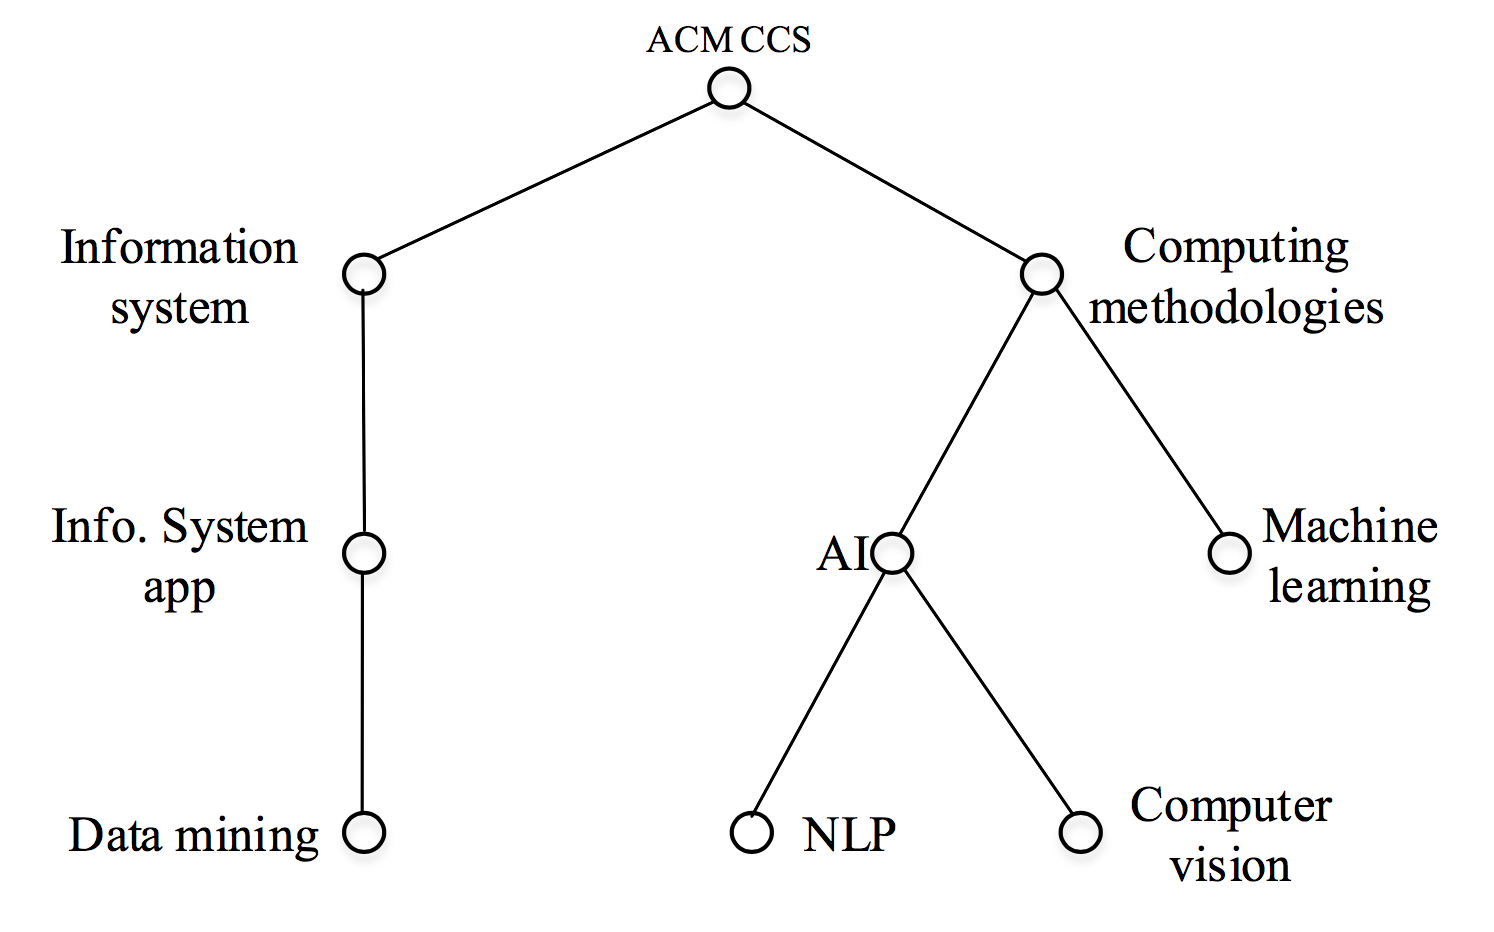 ACM CCS
Information
system
Computing
methodologies
Info. System
app
AI
Machine
learning
Data mining
NLP
Computer
vision